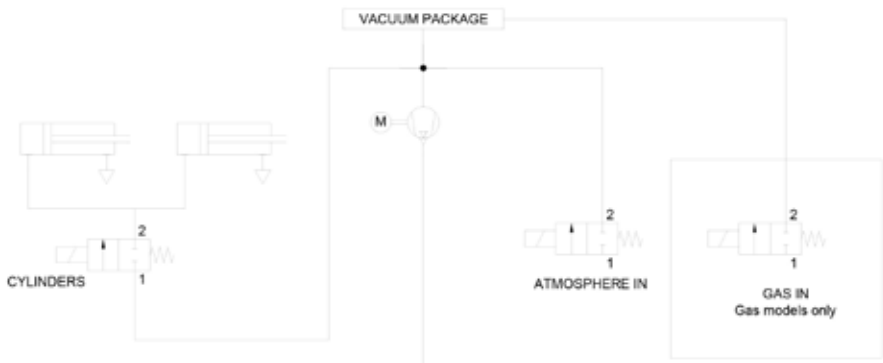 VACUUM PACKAGE
M
2
2
2
1
1
1
CYLINDERS
ATMOSPHERE IN
GAS IN
Gas models only